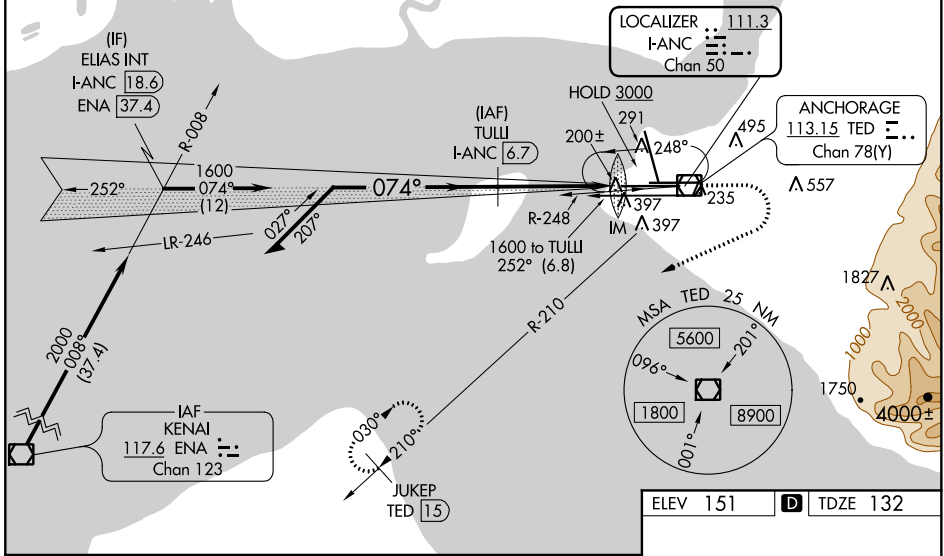 LOCALIZER 111.3
I-ANC
Chan 50
(IF)
ELIAS INT
I-ANC 18.6
ENA 37.4
HOLD 3000
ANCHORAGE
113.15 TED
Chan 78(Y)
(IAF)
TULLI
I-ANC 6.7
R-008
291
200±
248°
495
1600
252°
074°
(12)
074°
557
235
397
R-248
IM
397
027°
207°
LR-246
1600 to TULLI
252° (6.8)
1827
2000
1000
R-210
MSA TED 25 NM
5600
201°
096°
1800
8900
001°
1750
4000±
2000
008°
(37.4)
IAF
KENAI
117.6 ENA
Chan 123
030°
210°
JUKEP
TED 15
ELEV 151 D TDZE 132